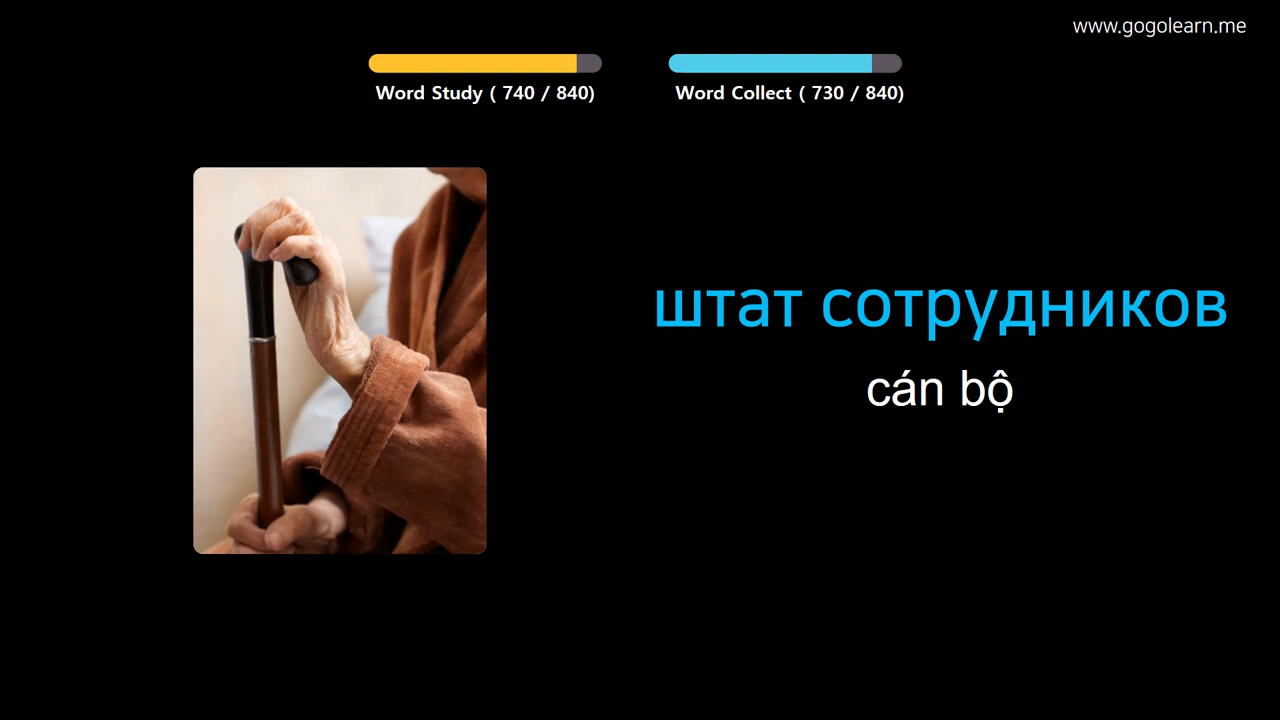 www.gogolearn.me
Word Study ( 740 / 840)
Word Collect ( 730 / 840)
штат сотрудников
cán bộ